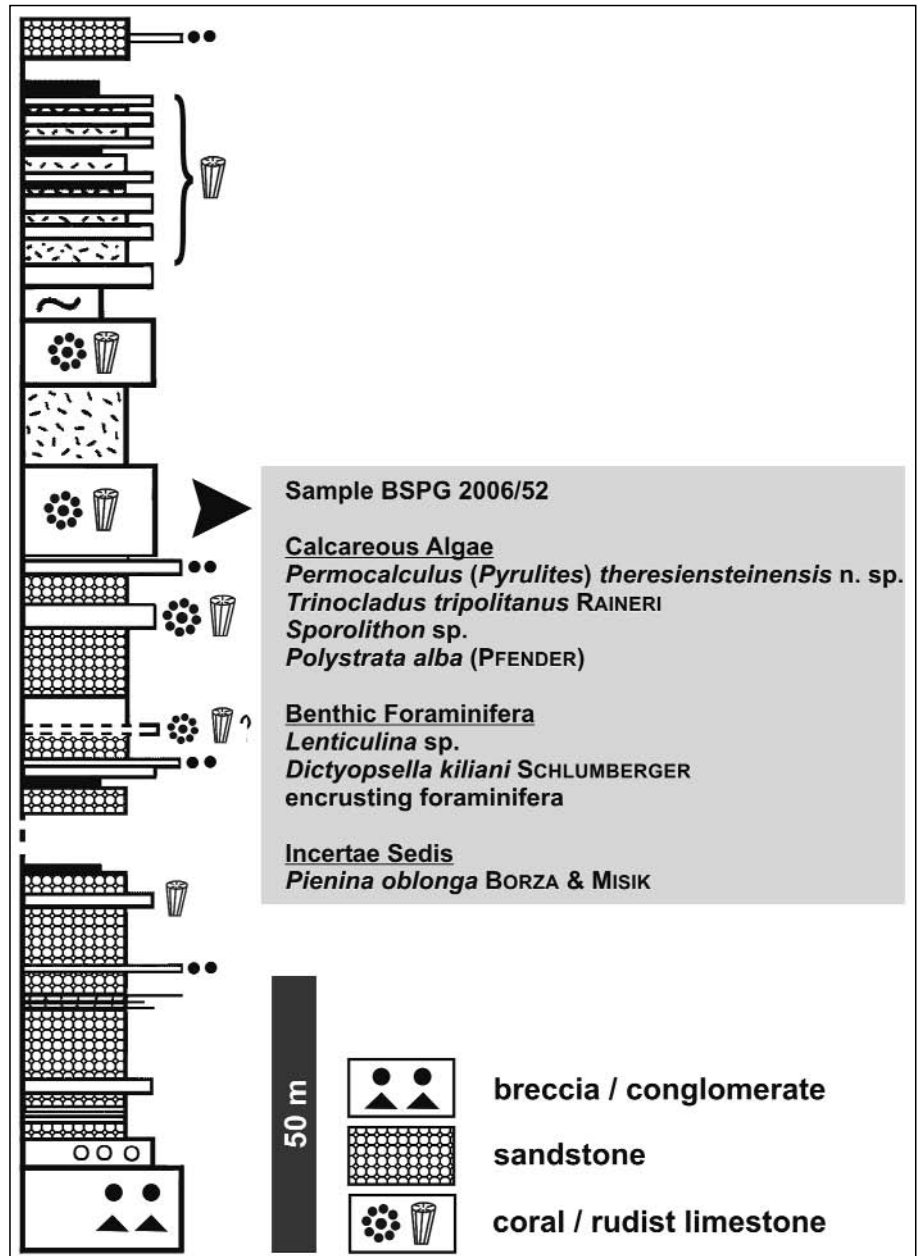 Sample BSPG 2006/52
Calcareous Algae
Permocalculus (Pyrulites) theresiensteinensis n. sp.
Trinocladus tripolitanus RAINERI
Sporolithon sp.
Polystrata alba (PFENDER)
Benthic Foraminifera
Lenticulina sp.
Dictyopsella kiliani SCHLUMBERGER
encrusting foraminifera
Incertae Sedis
Pienina oblonga BORZA & MISIK
?
50 m
breccia / conglomerate
sandstone
coral / rudist limestone